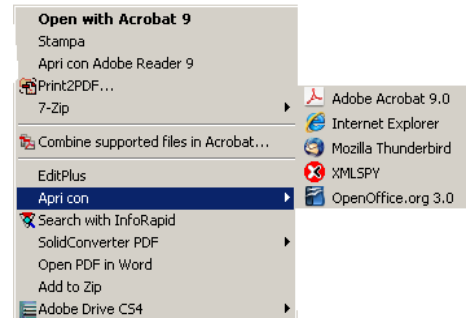 Open with Acrobat 9
Stampa
Apri con Adobe Reader 9
Print2PDF...
7-Zip
Combine supported files in Acrobat...
EditPlus
Apri con
Search with InfoRapid
SolidConverter PDF
Open PDF in Word
Add to Zip
Adobe Drive CS4
Adobe Acrobat 9.0
Internet Explorer
Mozilla Thunderbird
XMLSPY
OpenOffice.org 3.0